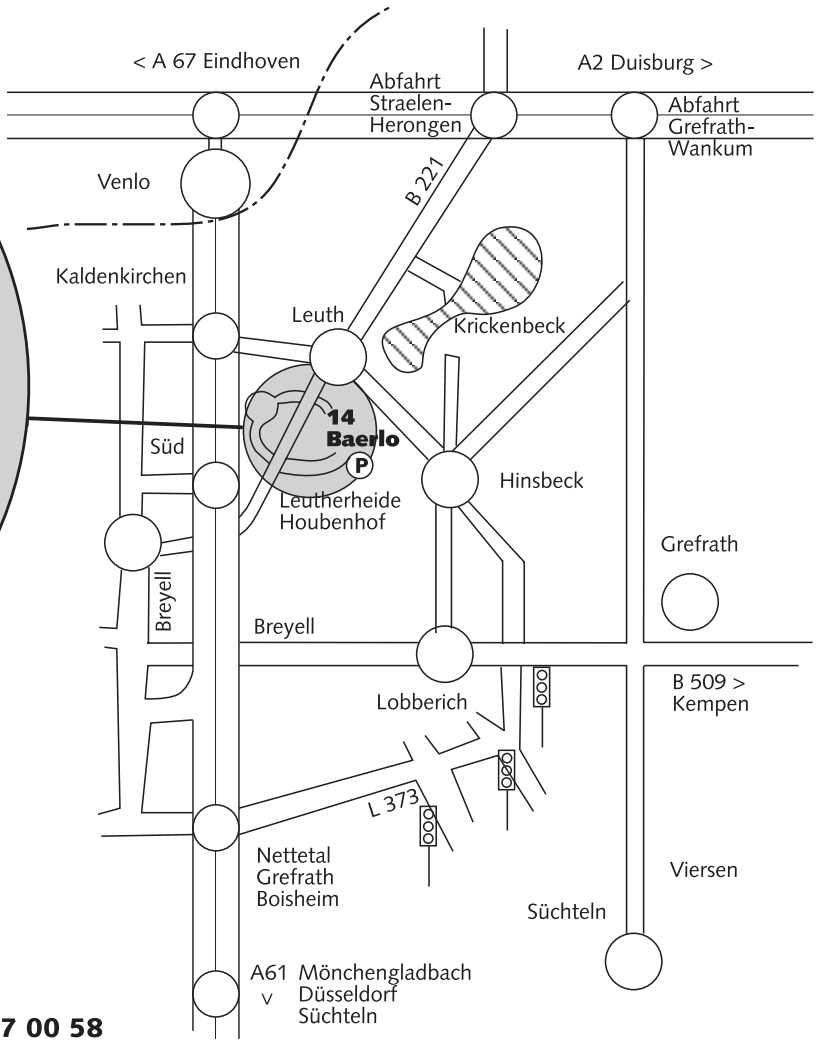 < A 67 Eindhoven
A2 Duisburg >
Abfahrt
Straelen-
Herongen
Abfahrt
Grefrath-
Wankum
Venlo
B 221
Kaldenkirchen
Leuth
Krickenbeck
14
Baerlo
P
Süd
Hinsbeck
Leutherheide
Houbenhof
Grefrath
Breyell
Breyell
B 509 >
Kempen
Lobberich
L 373
Nettetal
Grefrath
Boisheim
Viersen
Süchteln
A61 Mönchengladbach
v Düsseldorf
Süchteln
7 00 58